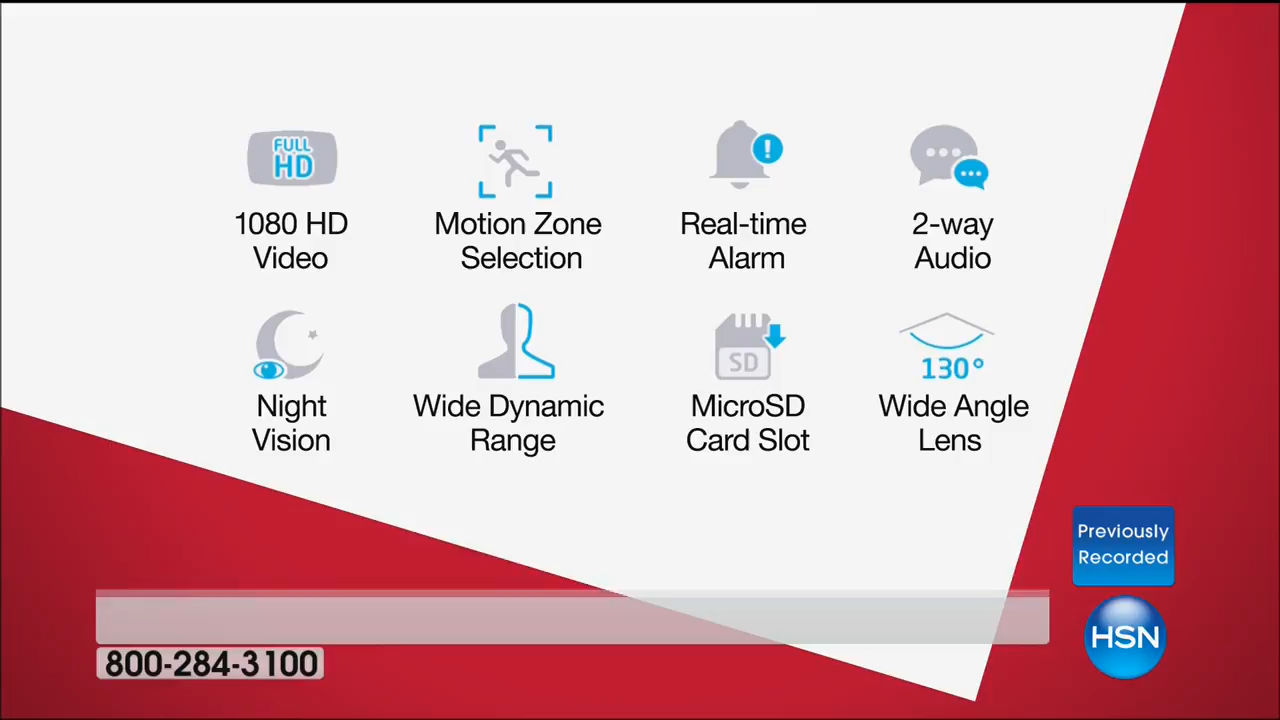 FULL
HD
1080 HD
Video
Motion Zone
Selection
!
Real-time
Alarm
2-way
Audio
Night
Vision
Wide Dynamic
Range
SD
MicroSD
Card Slot
130°
Wide Angle
Lens
Previously
Recorded
HSN
800-284-3100